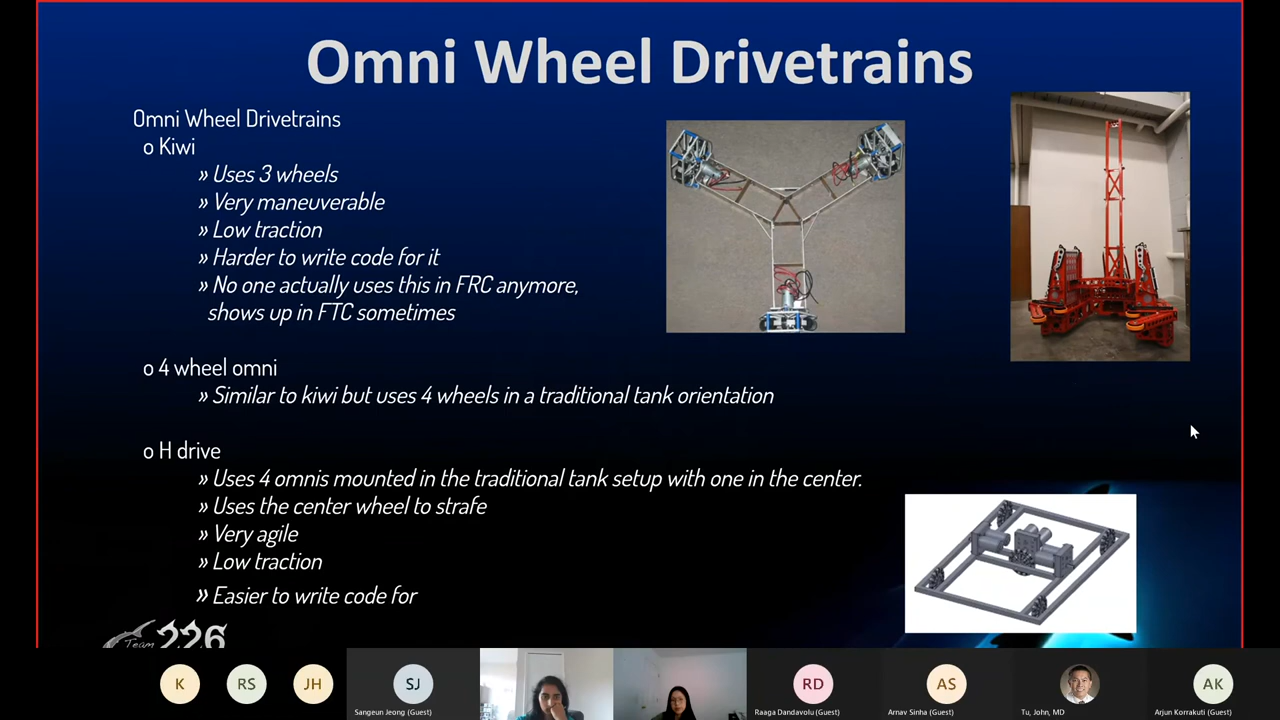 Omni Wheel Drivetrains
Omni Wheel Drivetrains
o Kiwi
» Uses 3 wheels
» Very maneuverable
» Low traction
» Harder to write code for it
» No one actually uses this in FRC anymore,
shows up in FTC sometimes
o 4 wheel omni
» Similar to kiwi but uses 4 wheels in a traditional tank orientation
o H drive
» Uses 4 omnis mounted in the traditional tank setup with one in the center.
» Uses the center wheel to strafe
» Very agile
» Low traction
» Easier to write code for
Team 226
K RS JH SJ RD AS AK
Sangeun Jeong (Guest) Raaga Dandavolu (Guest) Arnav Sinha (Guest) Tu, John, MD Arjun Korrakuti (Guest)